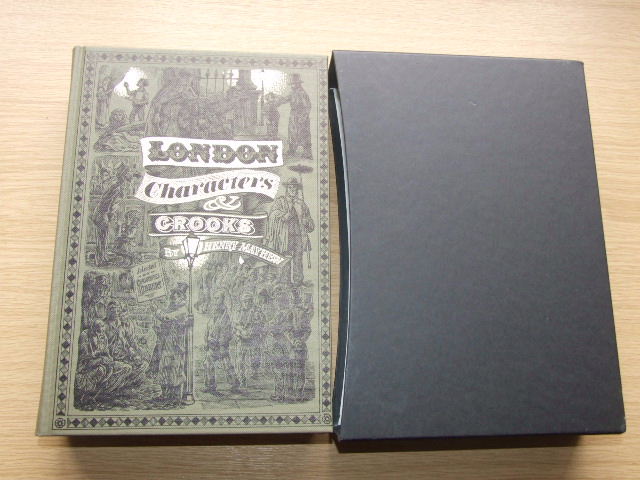 LONDON
Characters
&
CROOKS
BY HENRY MAYHEW